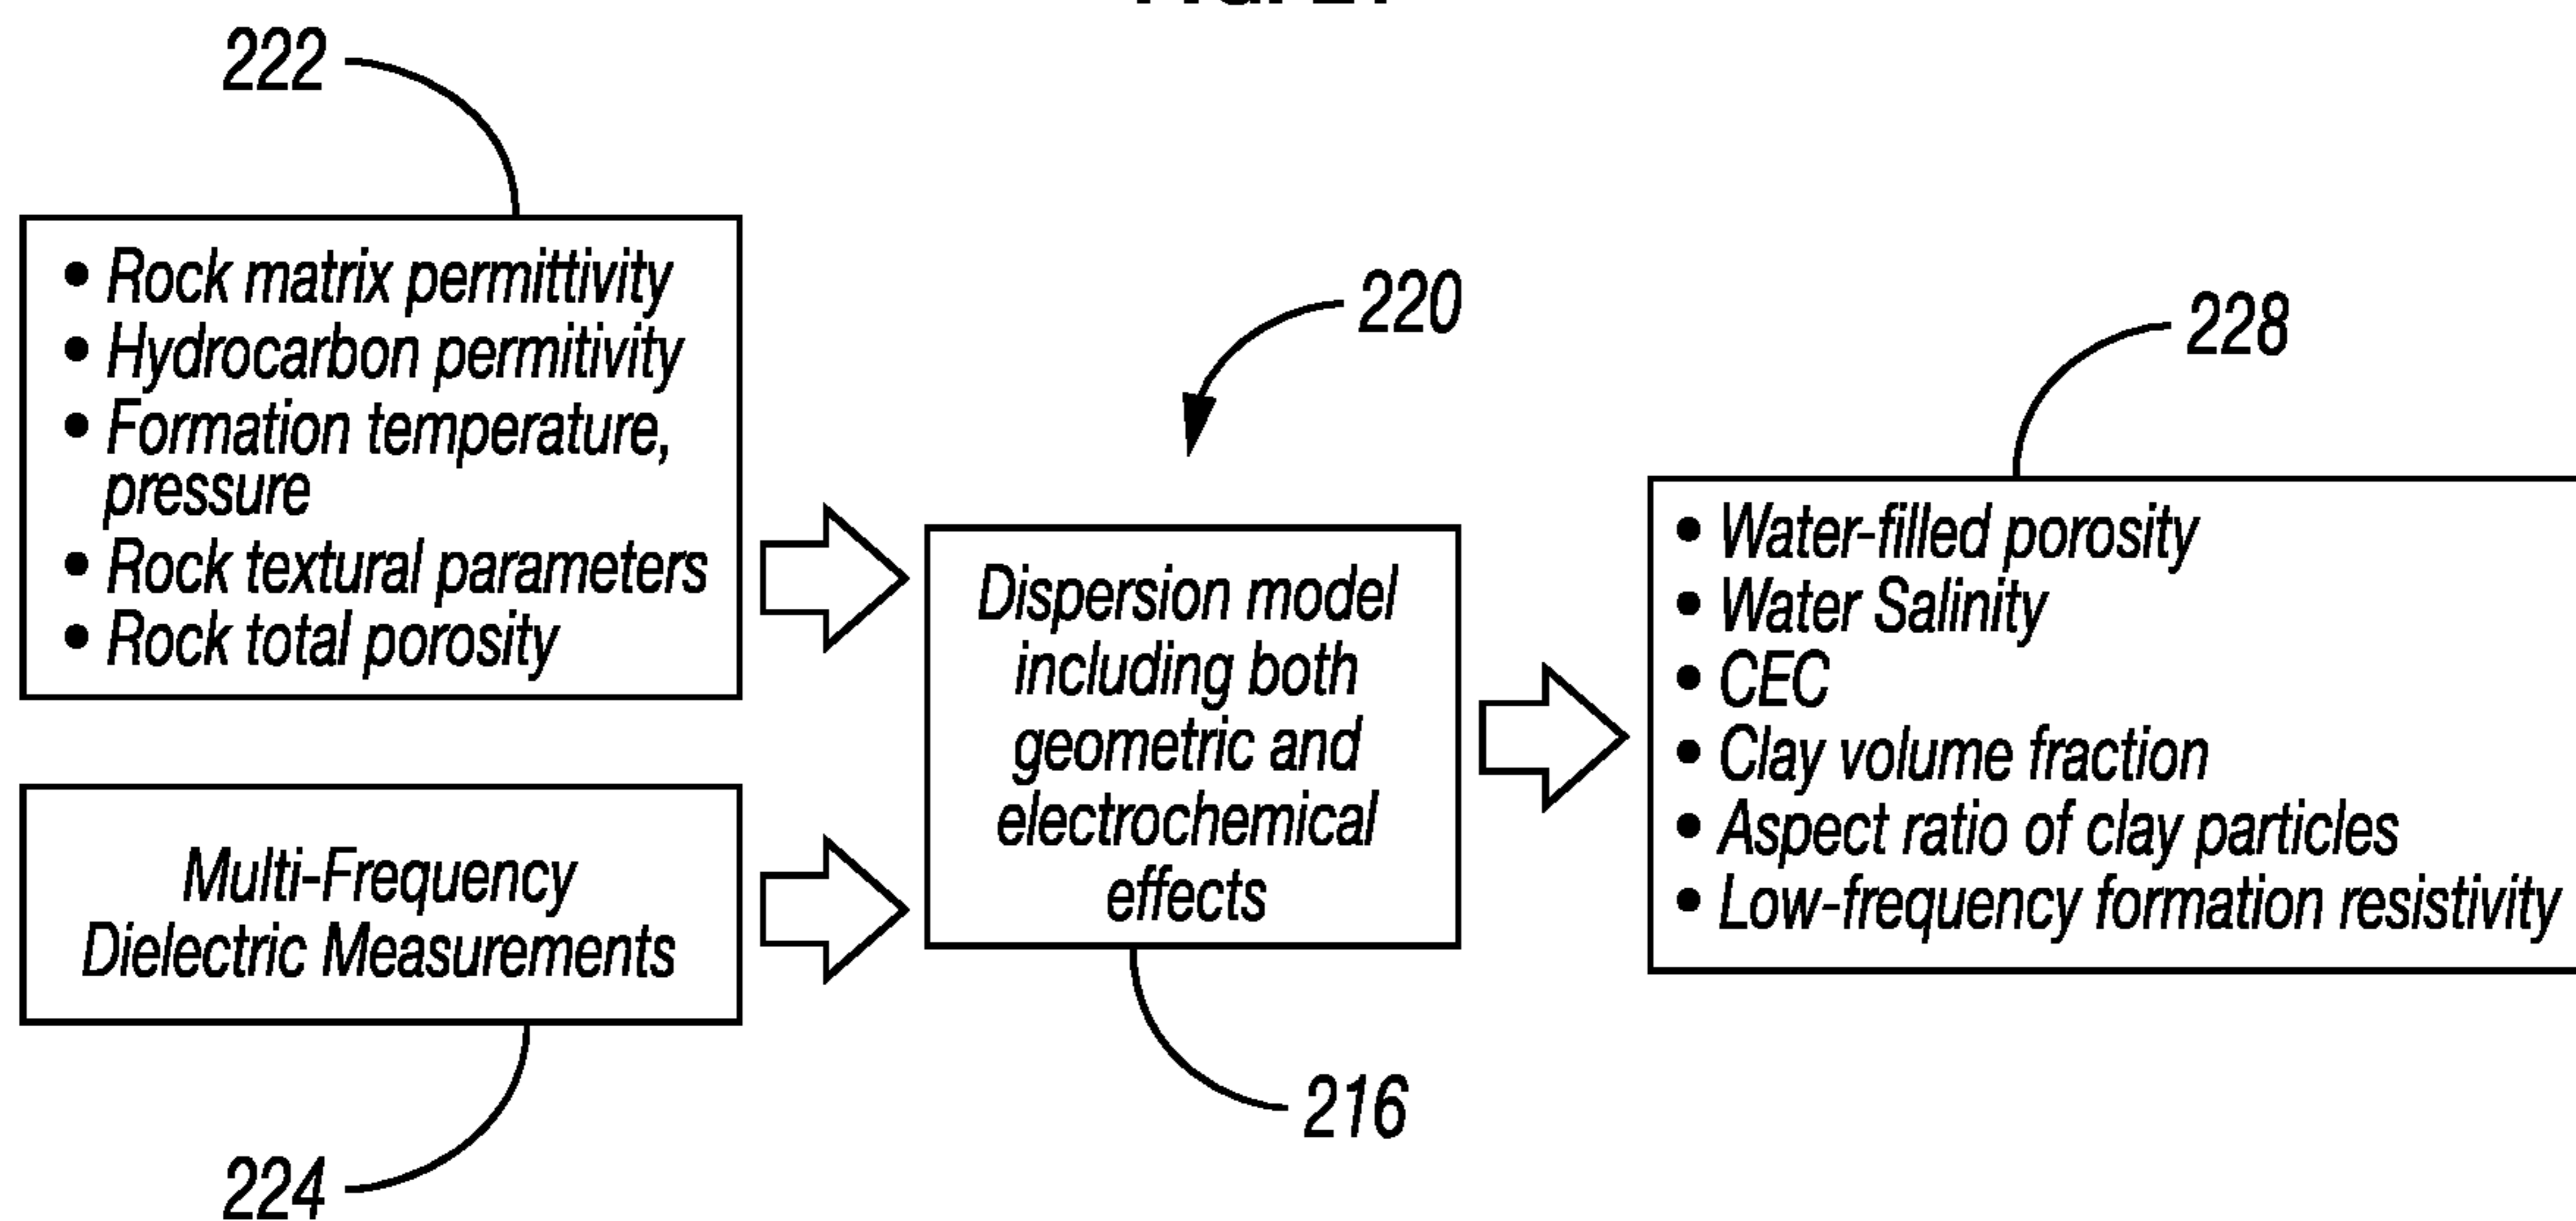 222
• Rock matrix permittivity
• Hydrocarbon permitivity
• Formation temperature,
pressure
• Rock textural parameters
• Rock total porosity
Multi-Frequency
Dielectric Measurements
224
220
Dispersion model
including both
geometric and
electrochemical
effects
216
228
• Water-filled porosity
• Water Salinity
• CEC
• Clay volume fraction
• Aspect ratio of clay particles
• Low-frequency formation resistivity